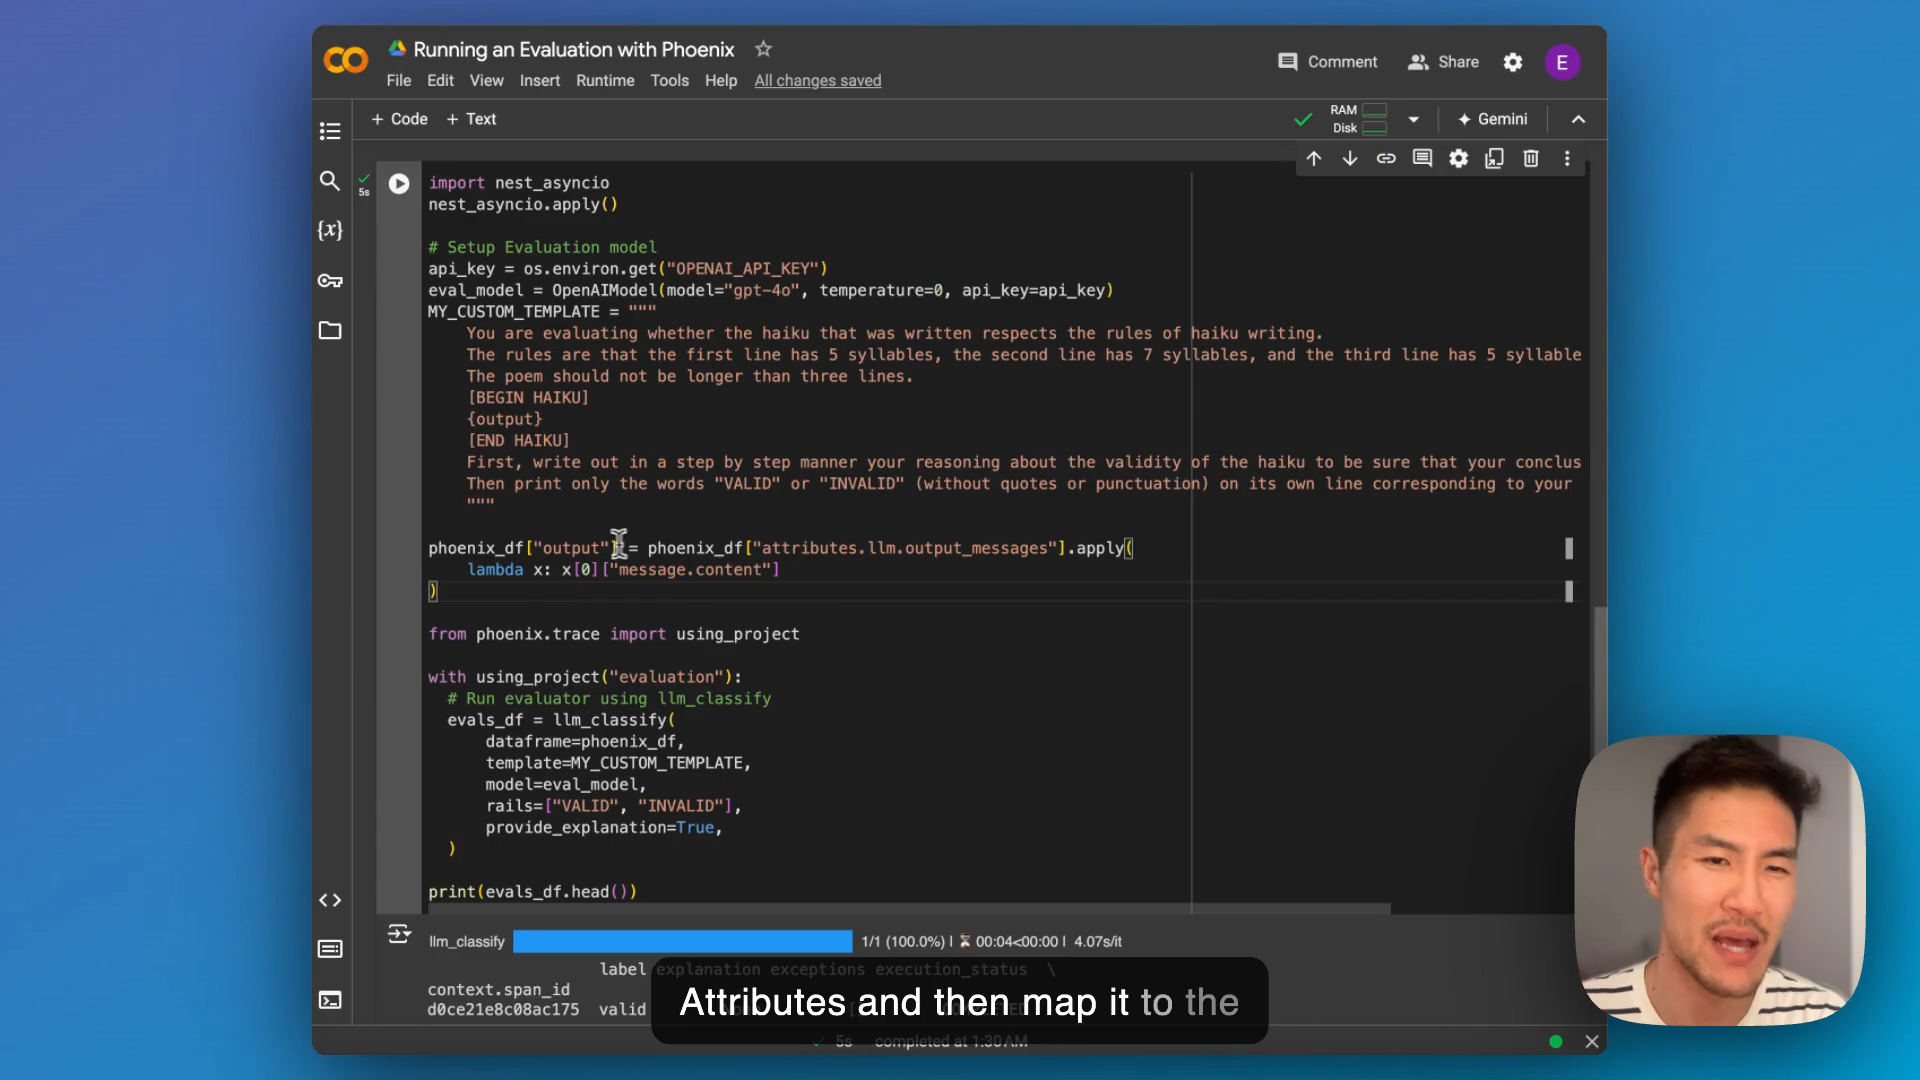 Running an Evaluation with Phoenix
Comment
Share
E
File Edit View Insert Runtime Tools Help All changes saved
+ Code + Text
RAM
Disk
Gemini
5s
import nest_asyncio
nest_asyncio.apply()
# Setup Evaluation model
api_key = os.environ.get("OPENAI_API_KEY")
eval_model = OpenAIModel(model="gpt-4o", temperature=0, api_key=api_key)
MY_CUSTOM_TEMPLATE = """
You are evaluating whether the haiku that was written respects the rules of haiku writing.
The rules are that the first line has 5 syllables, the second line has 7 syllables, and the third line has 5 syllable
The poem should not be longer than three lines.
[BEGIN HAIKU]
{output}
[END HAIKU]
First, write out in a step by step manner your reasoning about the validity of the haiku to be sure that your conclus
Then print only the words "VALID" or "INVALID" (without quotes or punctuation) on its own line corresponding to your
"""
phoenix_df["output"] = phoenix_df["attributes.llm.output_messages"].apply(
lambda x: x[0]["message.content"]
)
from phoenix.trace import using_project
with using_project("evaluation"):
# Run evaluator using llm_classify
evals_df = llm_classify(
dataframe=phoenix_df,
template=MY_CUSTOM_TEMPLATE,
model=eval_model,
rails=["VALID", "INVALID"],
provide_explanation=True,
)
print(evals_df.head())
llm_classify 1/1 (100.0%) | ⏳ 00:04<00:00 | 4.07s/it
label explanation exceptions execution_status \
context.span_id
d0ce21e8c08ac175 valid
Attributes and then map it to the
5s completed at 1:30 AM